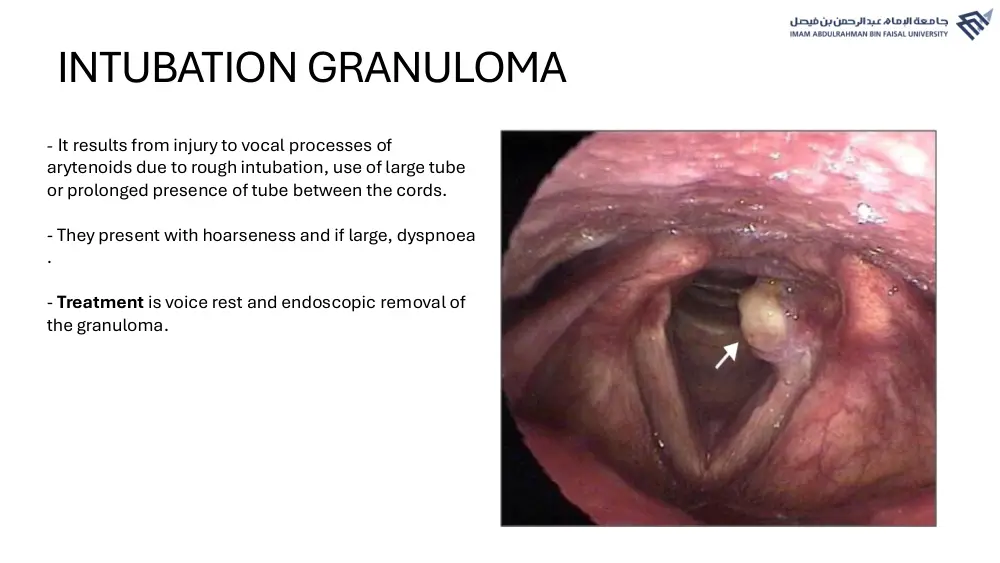 جامعة الإمام عبدالرحمن بن فيصل
IMAM ABDULRAHMAN BIN FAISAL UNIVERSITY
INTUBATION GRANULOMA
- It results from injury to vocal processes of
arytenoids due to rough intubation, use of large tube
or prolonged presence of tube between the cords.
- They present with hoarseness and if large, dyspnoea
.
- Treatment is voice rest and endoscopic removal of
the granuloma.